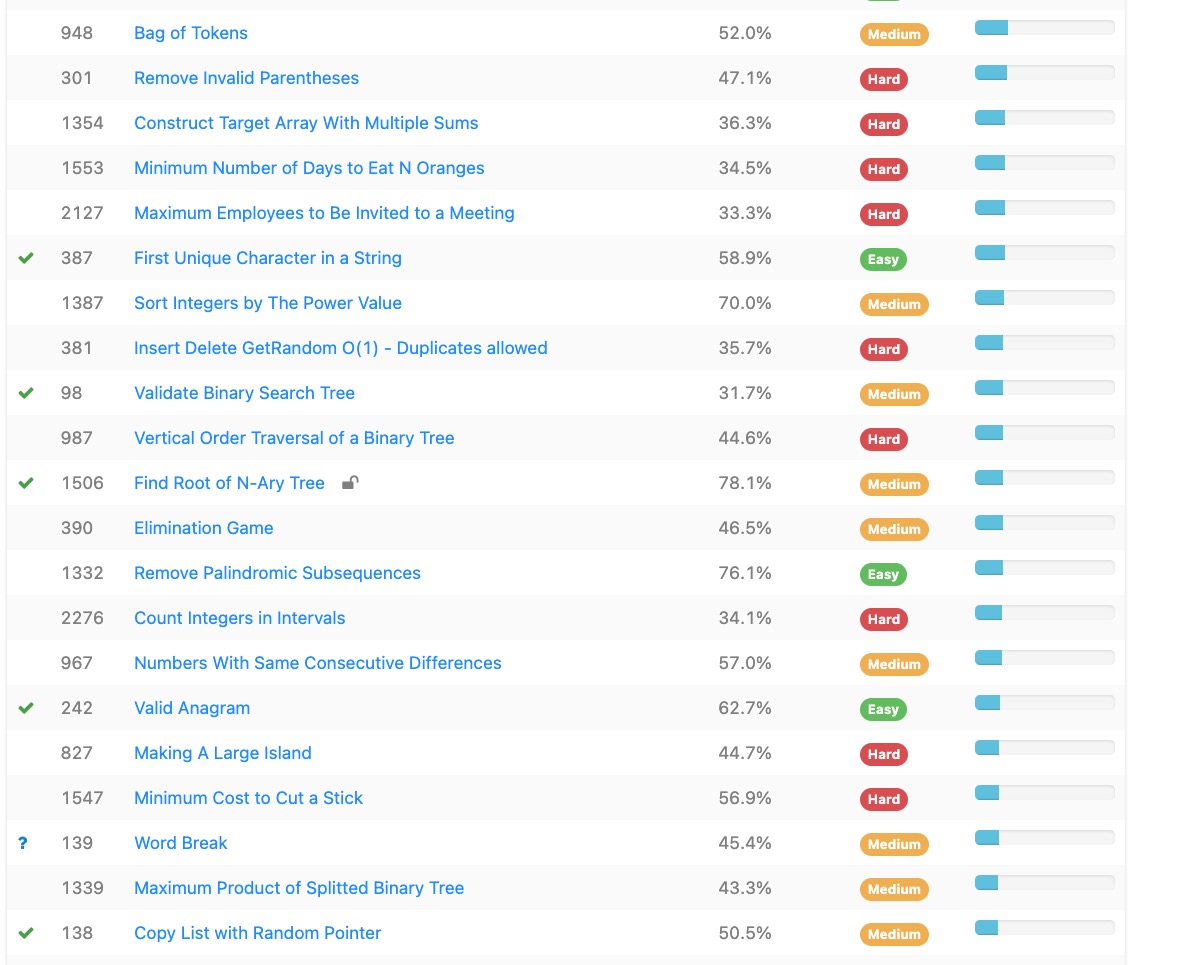 948 Bag of Tokens 52.0% Medium
301 Remove Invalid Parentheses 47.1% Hard
1354 Construct Target Array With Multiple Sums 36.3% Hard
1553 Minimum Number of Days to Eat N Oranges 34.5% Hard
2127 Maximum Employees to Be Invited to a Meeting 33.3% Hard
387 First Unique Character in a String 58.9% Easy
1387 Sort Integers by The Power Value 70.0% Medium
381 Insert Delete GetRandom O(1) - Duplicates allowed 35.7% Hard
98 Validate Binary Search Tree 31.7% Medium
987 Vertical Order Traversal of a Binary Tree 44.6% Hard
1506 Find Root of N-Ary Tree 78.1% Medium
390 Elimination Game 46.5% Medium
1332 Remove Palindromic Subsequences 76.1% Easy
2276 Count Integers in Intervals 34.1% Hard
967 Numbers With Same Consecutive Differences 57.0% Medium
242 Valid Anagram 62.7% Easy
827 Making A Large Island 44.7% Hard
1547 Minimum Cost to Cut a Stick 56.9% Hard
? 139 Word Break 45.4% Medium
1339 Maximum Product of Splitted Binary Tree 43.3% Medium
138 Copy List with Random Pointer 50.5% Medium